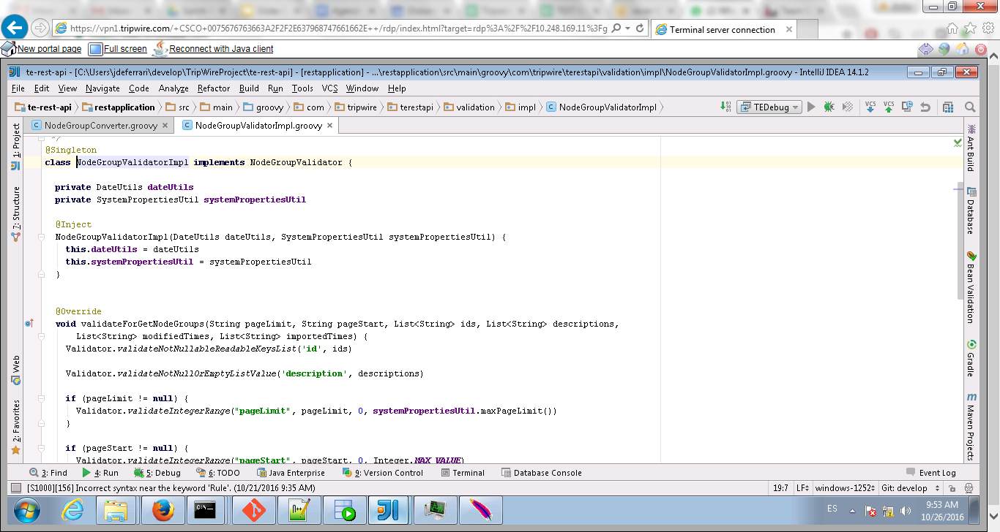 https://vpn1.tripwire.com/+CSCO+0075676763663A2F2F2E637968747661662E++/rdp/index.html?target=rdp%3A%2F%2F10.248.169.11%3Fg
Terminal server connection
New portal page Full screen Reconnect with Java client
te-rest-api - [C:\Users\jdeferrari\develop\TripWireProject\te-rest-api] - [restapplication] - ...\restapplication\src\main\groovy\com\tripwire\terestapi\validation\impl\NodeGroupValidatorImpl.groovy - IntelliJ IDEA 14.1.2
File Edit View Navigate Code Analyze Refactor Build Run Tools VCS Window Help
te-rest-api restapplication src main groovy com tripwire terestapi validation impl NodeGroupValidatorImpl TEDebug VCS VCS
NodeGroupConverter.groovy NodeGroupValidatorImpl.groovy
1: Project
7: Structure
Web
2: Favorites
*/
@Singleton
class NodeGroupValidatorImpl implements NodeGroupValidator {
private DateUtils dateUtils
private SystemPropertiesUtil systemPropertiesUtil
@Inject
NodeGroupValidatorImpl(DateUtils dateUtils, SystemPropertiesUtil systemPropertiesUtil) {
this.dateUtils = dateUtils
this.systemPropertiesUtil = systemPropertiesUtil
}
@Override
void validateForGetNodeGroups(String pageLimit, String pageStart, List<String> ids, List<String> descriptions,
List<String> modifiedTimes, List<String> importedTimes) {
Validator.validateNotNullableReadableKeysList('id', ids)
Validator.validateNotNullOrEmptyListValue('description', descriptions)
if (pageLimit != null) {
Validator.validateIntegerRange("pageLimit", pageLimit, 0, systemPropertiesUtil.maxPageLimit())
}
if (pageStart != null) {
Validator.validateIntegerRange("pageStart", pageStart, 0, Integer.MAX_VALUE)
Ant Build
Database
Bean Validation
Gradle
Maven Projects
3: Find 4: Run 5: Debug 6: TODO Java Enterprise 9: Version Control Terminal Database Console Event Log
[S1000][156] Incorrect syntax near the keyword 'Rule'. (10/21/2016 9:35 AM) 19:7 LF windows-1252 Git: develop
ES 9:53 AM
10/26/2016